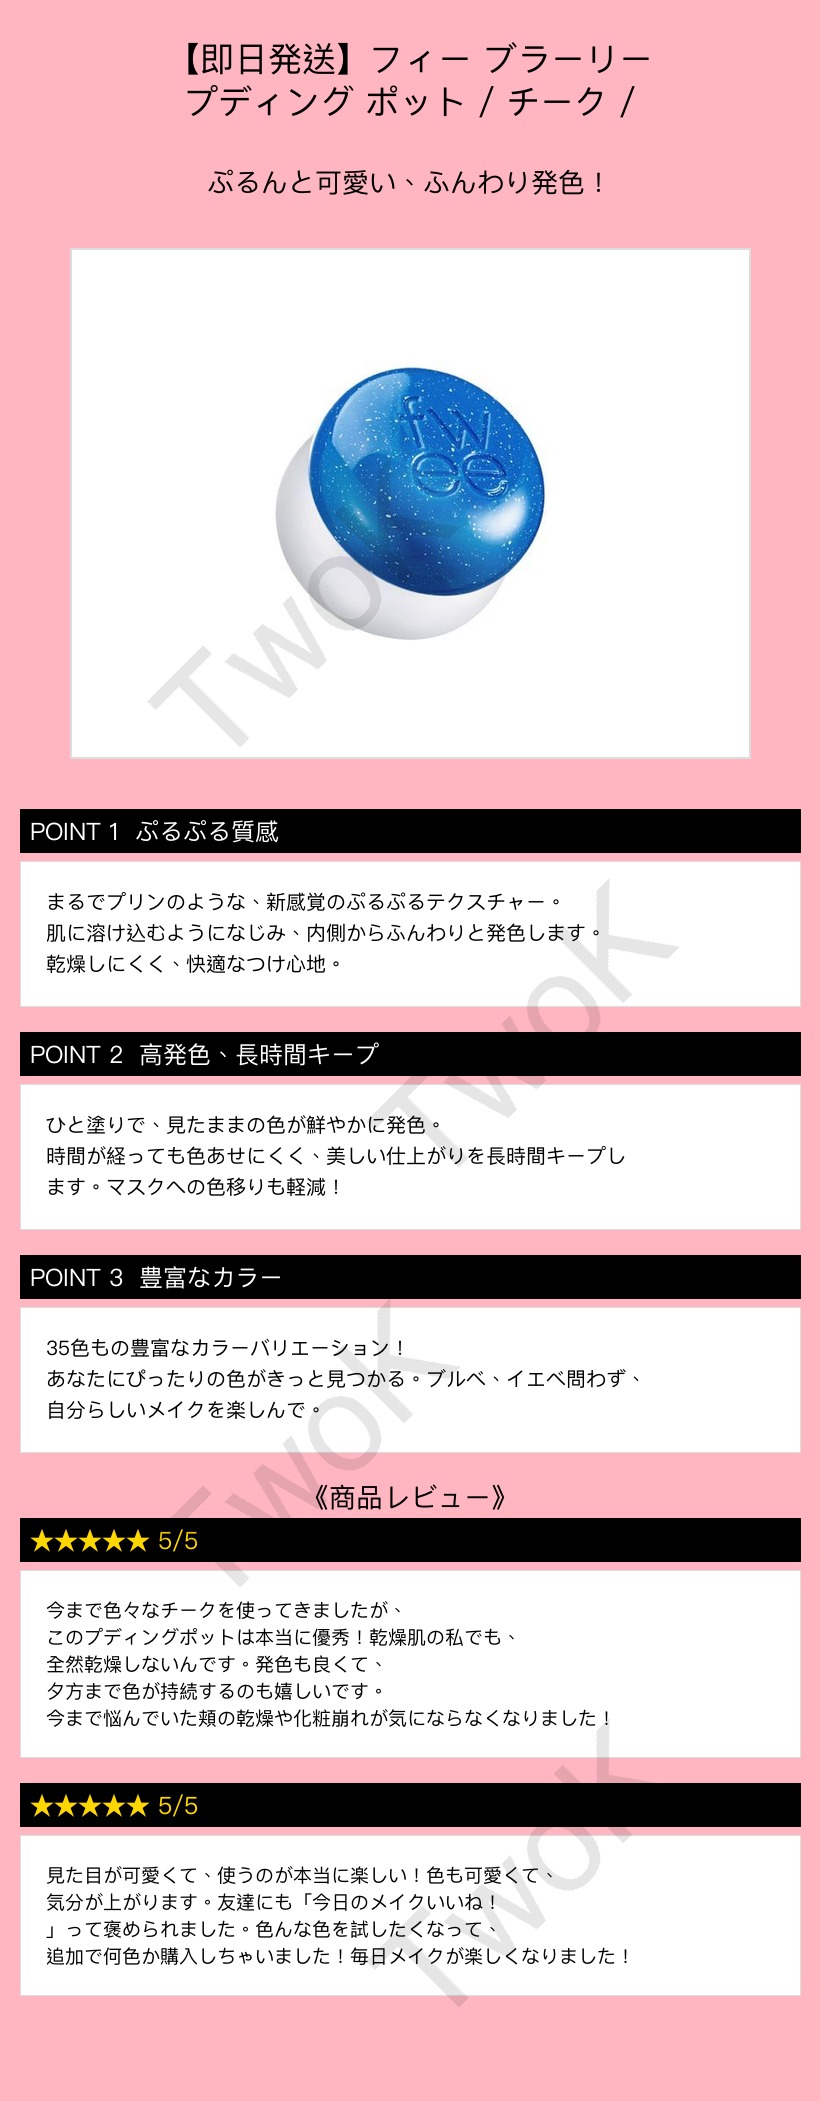 【即日発送】フィー ブラーリー
プディング ポット / チーク /
ぷるんと可愛い、ふんわり発色！
fw
ee
TwoK
POINT 1 ぷるぷる質感
まるでプリンのような、新感覚のぷるぷるテクスチャー。
肌に溶け込むようになじみ、内側からふんわりと発色します。
乾燥しにくく、快適なつけ心地。
TwoK
POINT 2 高発色、長時間キープ
ひと塗りで、見たままの色が鮮やかに発色。
時間が経っても色あせにくく、美しい仕上がりを長時間キープし
ます。マスクへの色移りも軽減！
POINT 3 豊富なカラー
35色もの豊富なカラーバリエーション！
あなたにぴったりの色がきっと見つかる。ブルベ、イエベ問わず、
自分らしいメイクを楽しんで。
TwoK
《商品レビュー》
★★★★★ 5/5
今まで色々なチークを使ってきましたが、
このプディングポットは本当に優秀！乾燥肌の私でも、
全然乾燥しないんです。発色も良くて、
夕方まで色が持続するのも嬉しいです。
今まで悩んでいた頬の乾燥や化粧崩れが気にならなくなりました！
★★★★★ 5/5
見た目が可愛くて、使うのが本当に楽しい！色も可愛くて、
気分が上がります。友達にも「今日のメイクいいね！
」って褒められました。色んな色を試したくなって、
追加で何色か購入しちゃいました！毎日メイクが楽しくなりました！
TwoK